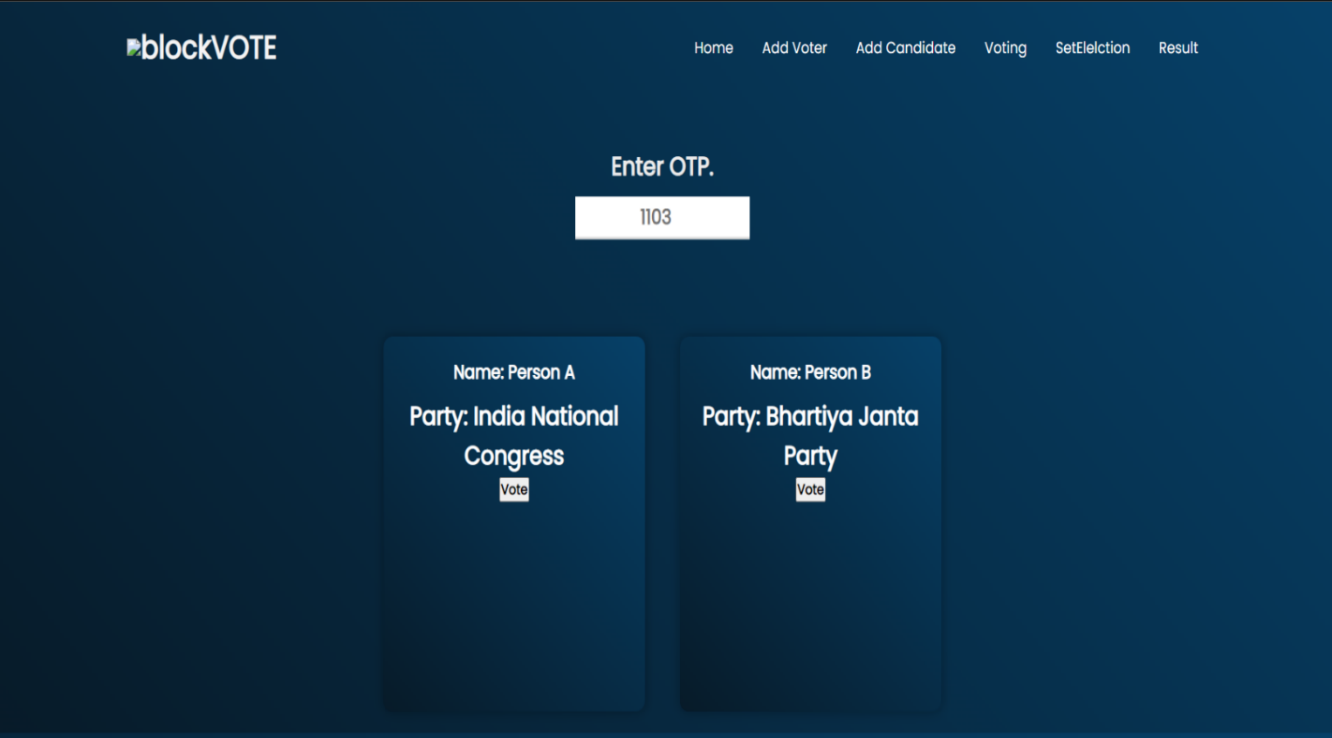 blockVOTE
Home Add Voter Add Candidate Voting SetElelction Result
Enter OTP.
1103
Name: Person A
Party: India National
Congress
Vote
Name: Person B
Party: Bhartiya Janta
Party
Vote